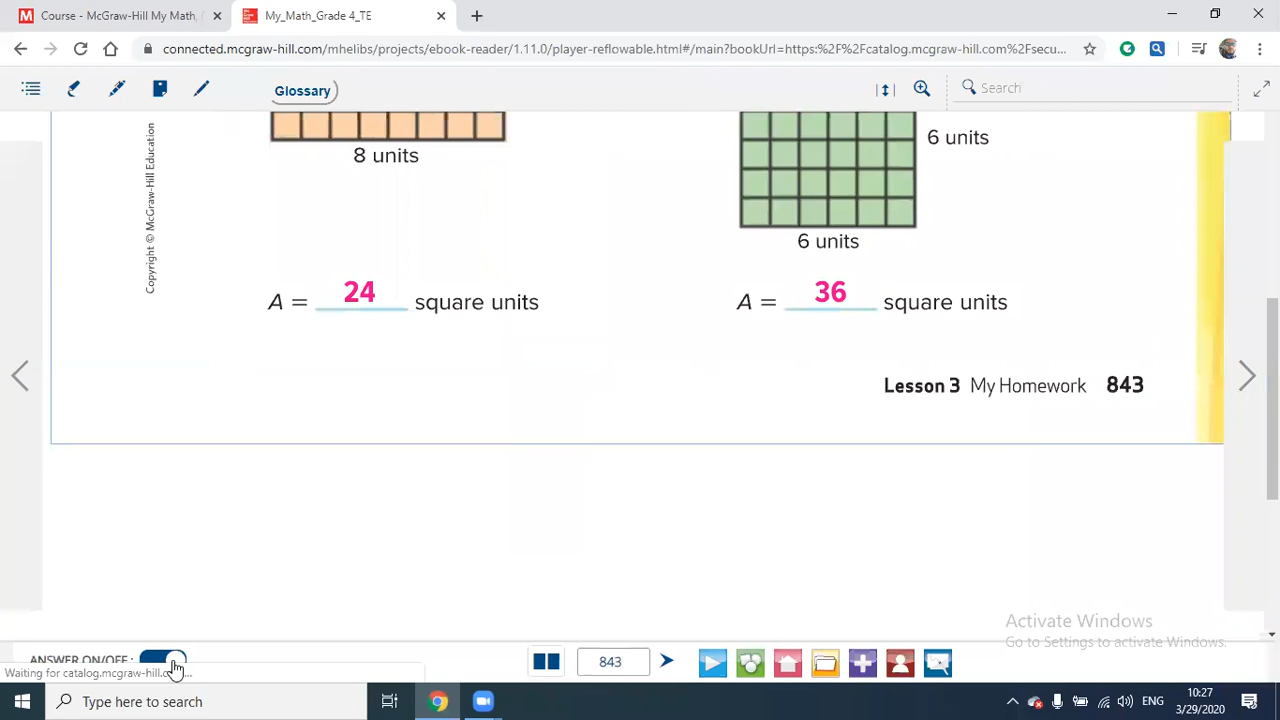 Course - McGraw-Hill My Math,
My_Math_Grade 4_TE
connected.mcgraw-hill.com/mhelibs/projects/ebook-reader/1.11.0/player-reflowable.html#/main?bookUrl=https:%2F%2Fcatalog.mcgraw-hill.com%2Fsecu...
Glossary
Search
Copyright © McGraw-Hill Education
8 units
6 units
6 units
A = 24 square units
A = 36 square units
Lesson 3 My Homework 843
Activate Windows
Go to Settings to activate Windows.
ANSWER ON/OFF :
843
Waiting for catalog.mcgraw-hill.c
Type here to search
ENG
10:27
3/29/2020